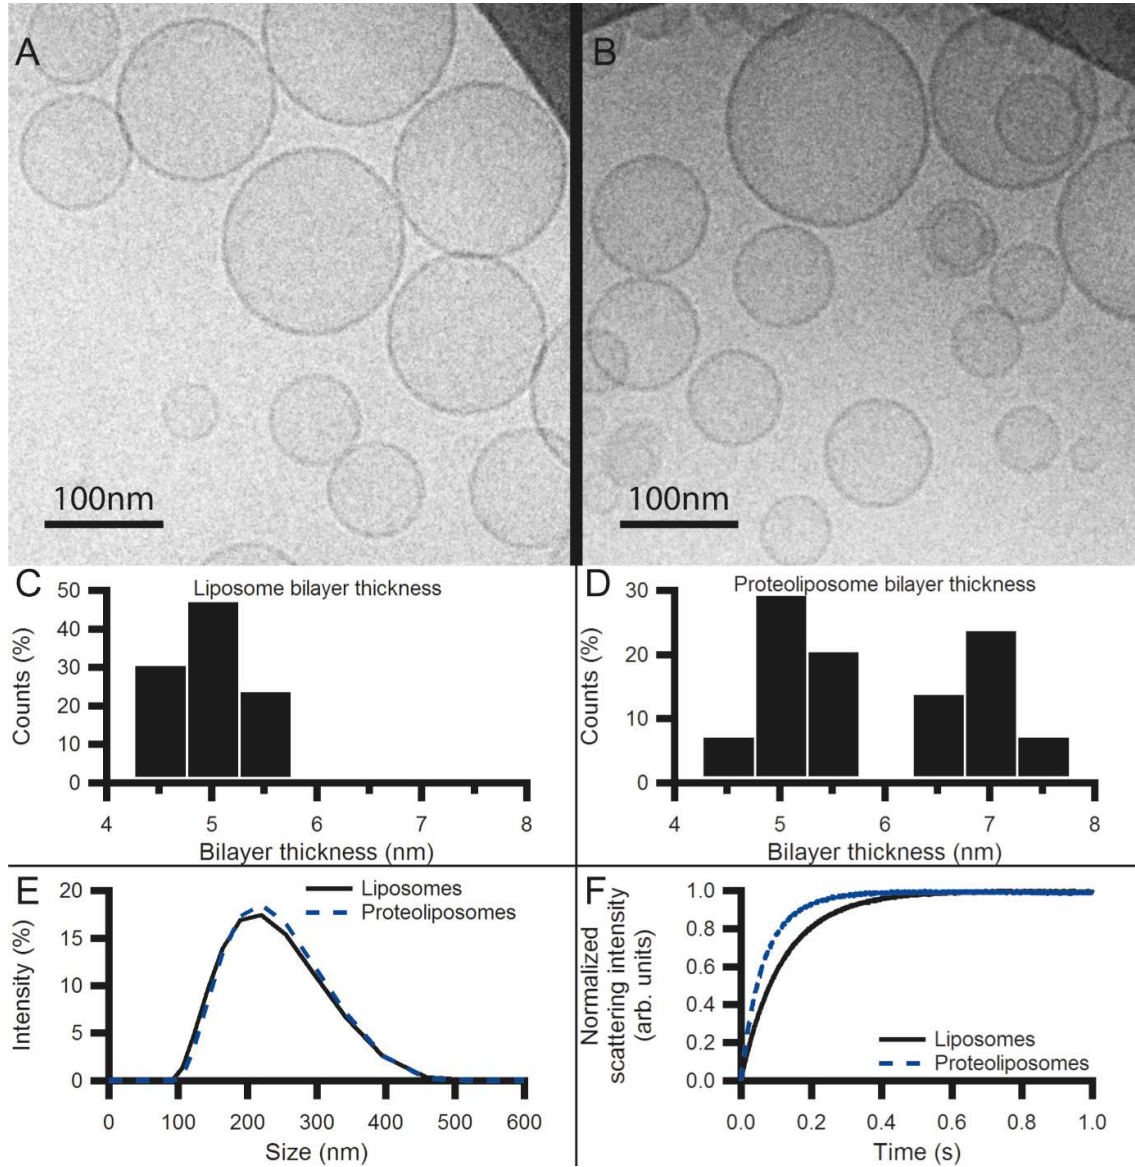 A
B
100nm
100nm
C
Liposome bilayer thickness
50
40
30
20
10
0
Counts (%)
4 5 6 7 8
Bilayer thickness (nm)
D
Proteoliposome bilayer thickness
30
20
10
0
Counts (%)
4 5 6 7 8
Bilayer thickness (nm)
E
Liposomes
Proteoliposomes
20
15
10
5
0
Intensity (%)
0 100 200 300 400 500 600
Size (nm)
F
1.0
0.8
0.6
0.4
0.2
0.0
Normalized
scattering intensity
(arb. units)
Liposomes
Proteoliposomes
0.0 0.2 0.4 0.6 0.8 1.0
Time (s)